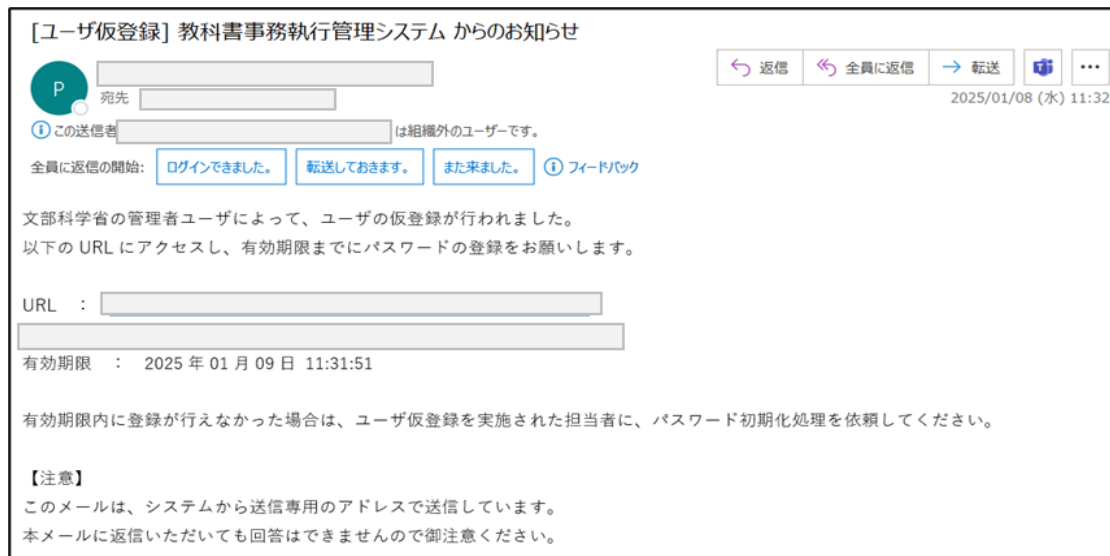 [ユーザ仮登録] 教科書事務執行管理システム からのお知らせ
返信
全員に返信
転送
P
宛先
2025/01/08 (水) 11:32
この送信者 は組織外のユーザーです。
全員に返信の開始: ログインできました。 転送しておきます。 また来ました。 フィードバック
文部科学省の管理者ユーザによって、ユーザの仮登録が行われました。
以下の URL にアクセスし、有効期限までにパスワードの登録をお願いします。
URL :
有効期限 : 2025 年 01 月 09 日 11:31:51
有効期限内に登録が行えなかった場合は、ユーザ仮登録を実施された担当者に、パスワード初期化処理を依頼してください。
【注意】
このメールは、システムから送信専用のアドレスで送信しています。
本メールに返信いただいても回答はできませんので御注意ください。